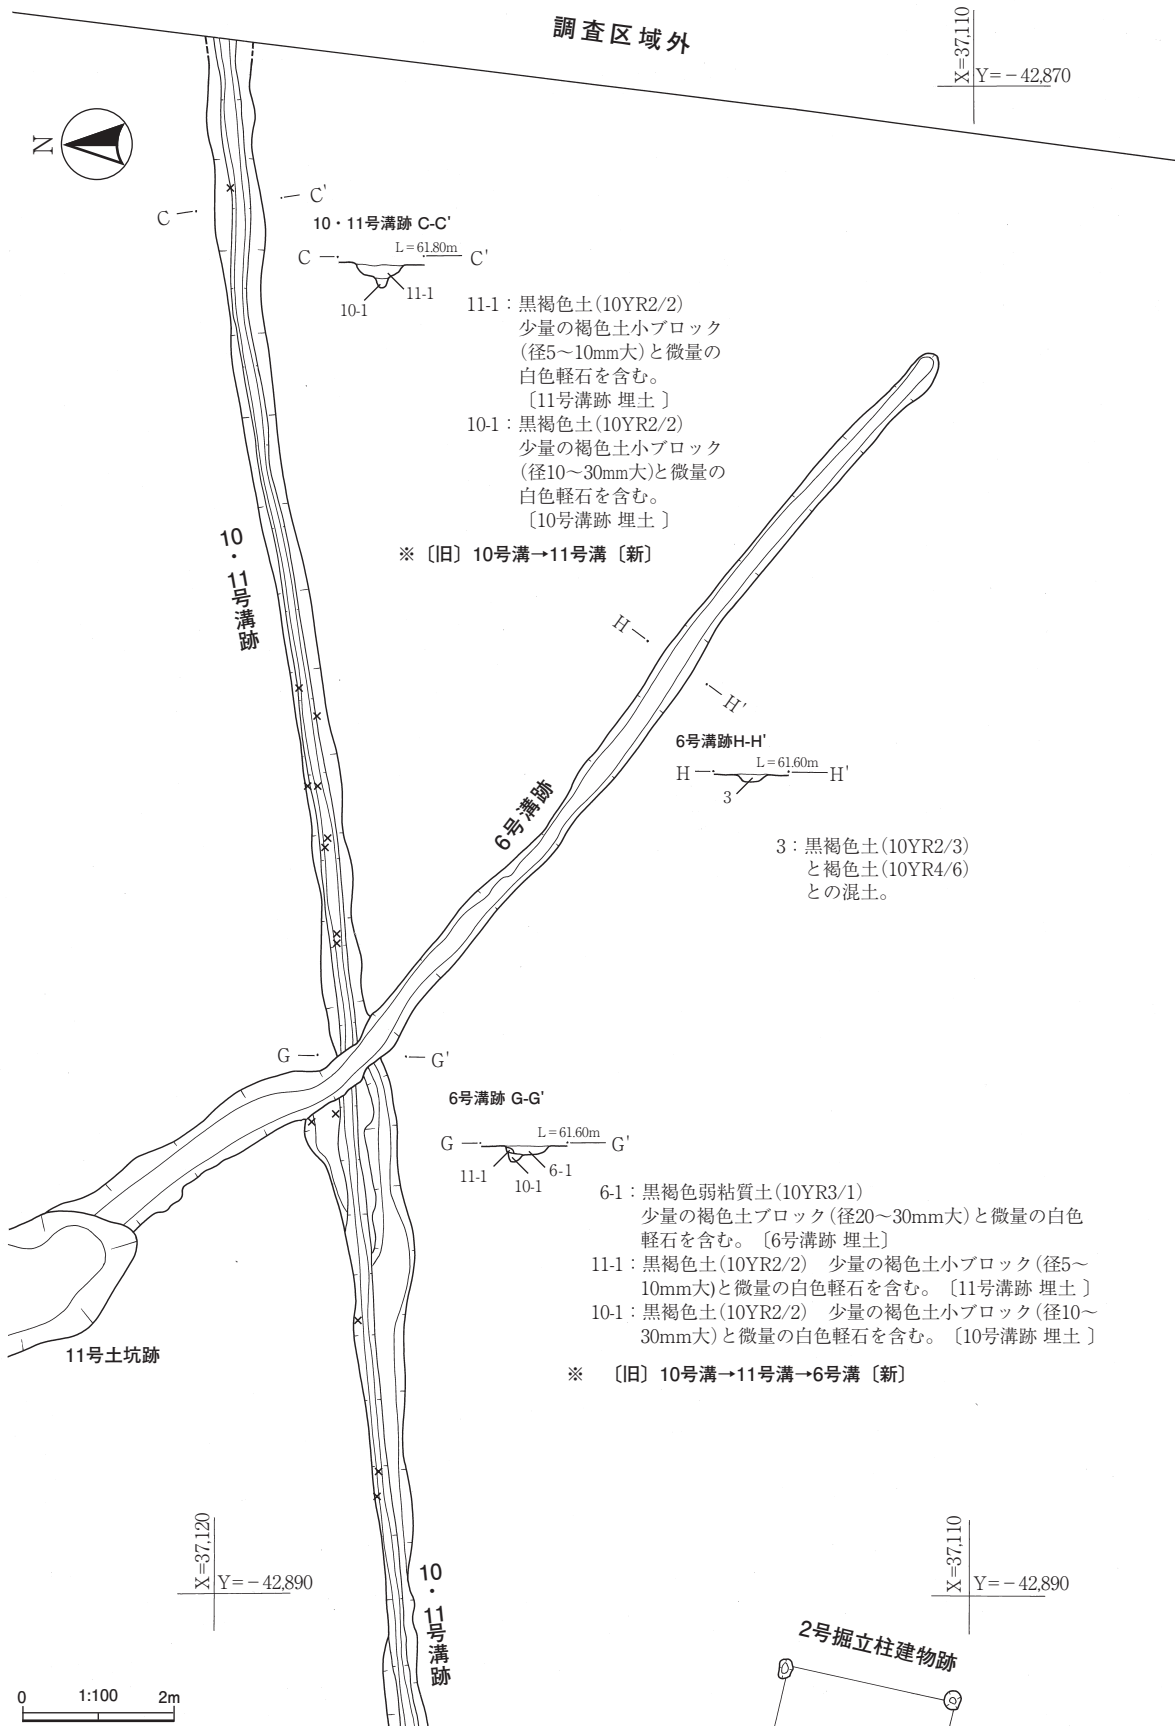 調査区域外
X=37,110
Y=－42,870
N
C
C'
10・11号溝跡 C-C'
L=61.80m
C
C'
10-1
11-1
11-1：黒褐色土(10YR2/2)
少量の褐色土小ブロック
(径5～10mm大)と微量の
白色軽石を含む。
〔11号溝跡 埋土 〕
10-1：黒褐色土(10YR2/2)
少量の褐色土小ブロック
(径10～30mm大)と微量の
白色軽石を含む。
〔10号溝跡 埋土 〕
※〔旧〕10号溝→11号溝〔新〕
10・11号溝跡
H
H'
6号溝跡H-H'
L=61.60m
H
H'
3
3：黒褐色土(10YR2/3)
と褐色土(10YR4/6)
との混土。
6号溝跡
G
G'
6号溝跡 G-G'
L=61.60m
G
G'
11-1
10-1
6-1
6-1：黒褐色弱粘質土(10YR3/1)
少量の褐色土ブロック(径20～30mm大)と微量の白色
軽石を含む。〔6号溝跡 埋土〕
11-1：黒褐色土(10YR2/2)　少量の褐色土小ブロック(径5～
10mm大)と微量の白色軽石を含む。〔11号溝跡 埋土 〕
10-1：黒褐色土(10YR2/2)　少量の褐色土小ブロック(径10～
30mm大)と微量の白色軽石を含む。〔10号溝跡 埋土 〕
※　〔旧〕10号溝→11号溝→6号溝〔新〕
11号土坑跡
X=37,120
Y=－42,890
10・11号溝跡
X=37,110
Y=－42,890
2号掘立柱建物跡
0
1:100
2m